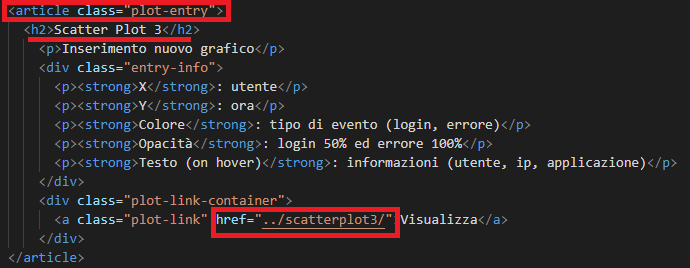 <article class="plot-entry">
<h2>Scatter Plot 3</h2>
<p>Inserimento nuovo grafico</p>
<div class="entry-info">
<p><strong>X</strong>: utente</p>
<p><strong>Y</strong>: ora</p>
<p><strong>Colore</strong>: tipo di evento (login, errore)</p>
<p><strong>Opacità</strong>: login 50% ed errore 100%</p>
<p><strong>Testo (on hover)</strong>: informazioni (utente, ip, applicazione)</p>
</div>
<div class="plot-link-container">
<a class="plot-link" href="../scatterplot3/">Visualizza</a>
</div>
</article>